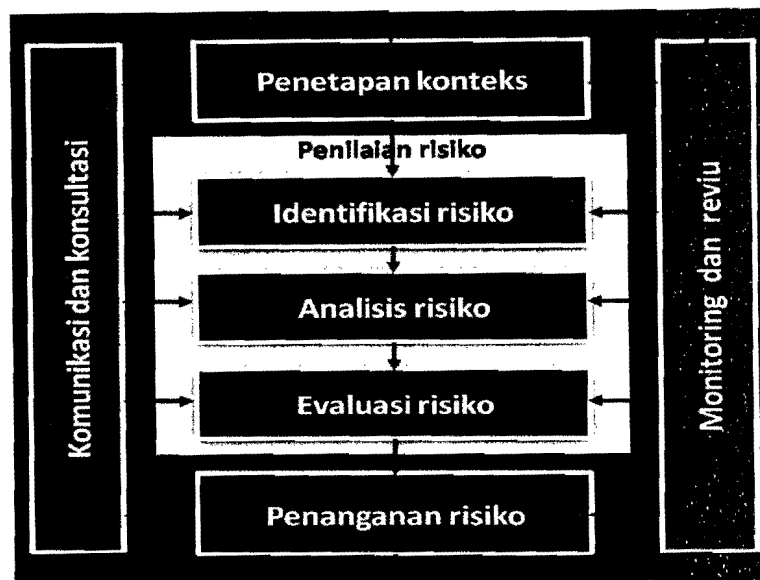 Penetapan konteks
Komunikasi dan konsultasi
Penilaian risiko
Identifikasi risiko
Analisis risiko
Evaluasi risiko
Monitoring dan reviu
Penanganan risiko